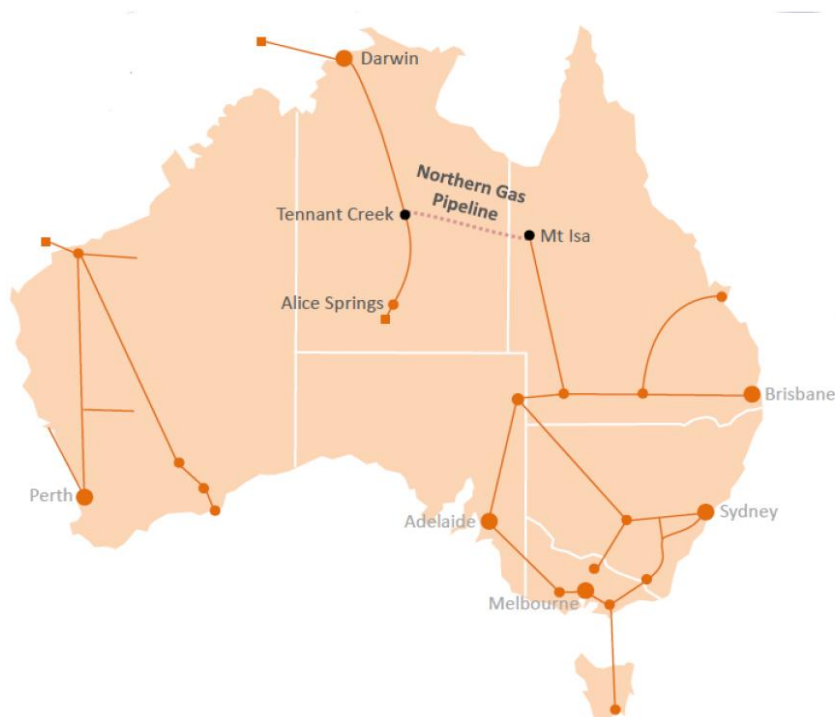 Darwin
Northern Gas
Pipeline
Tennant Creek
Mt Isa
Alice Springs
Brisbane
Perth
Adelaide
Sydney
Melbourne